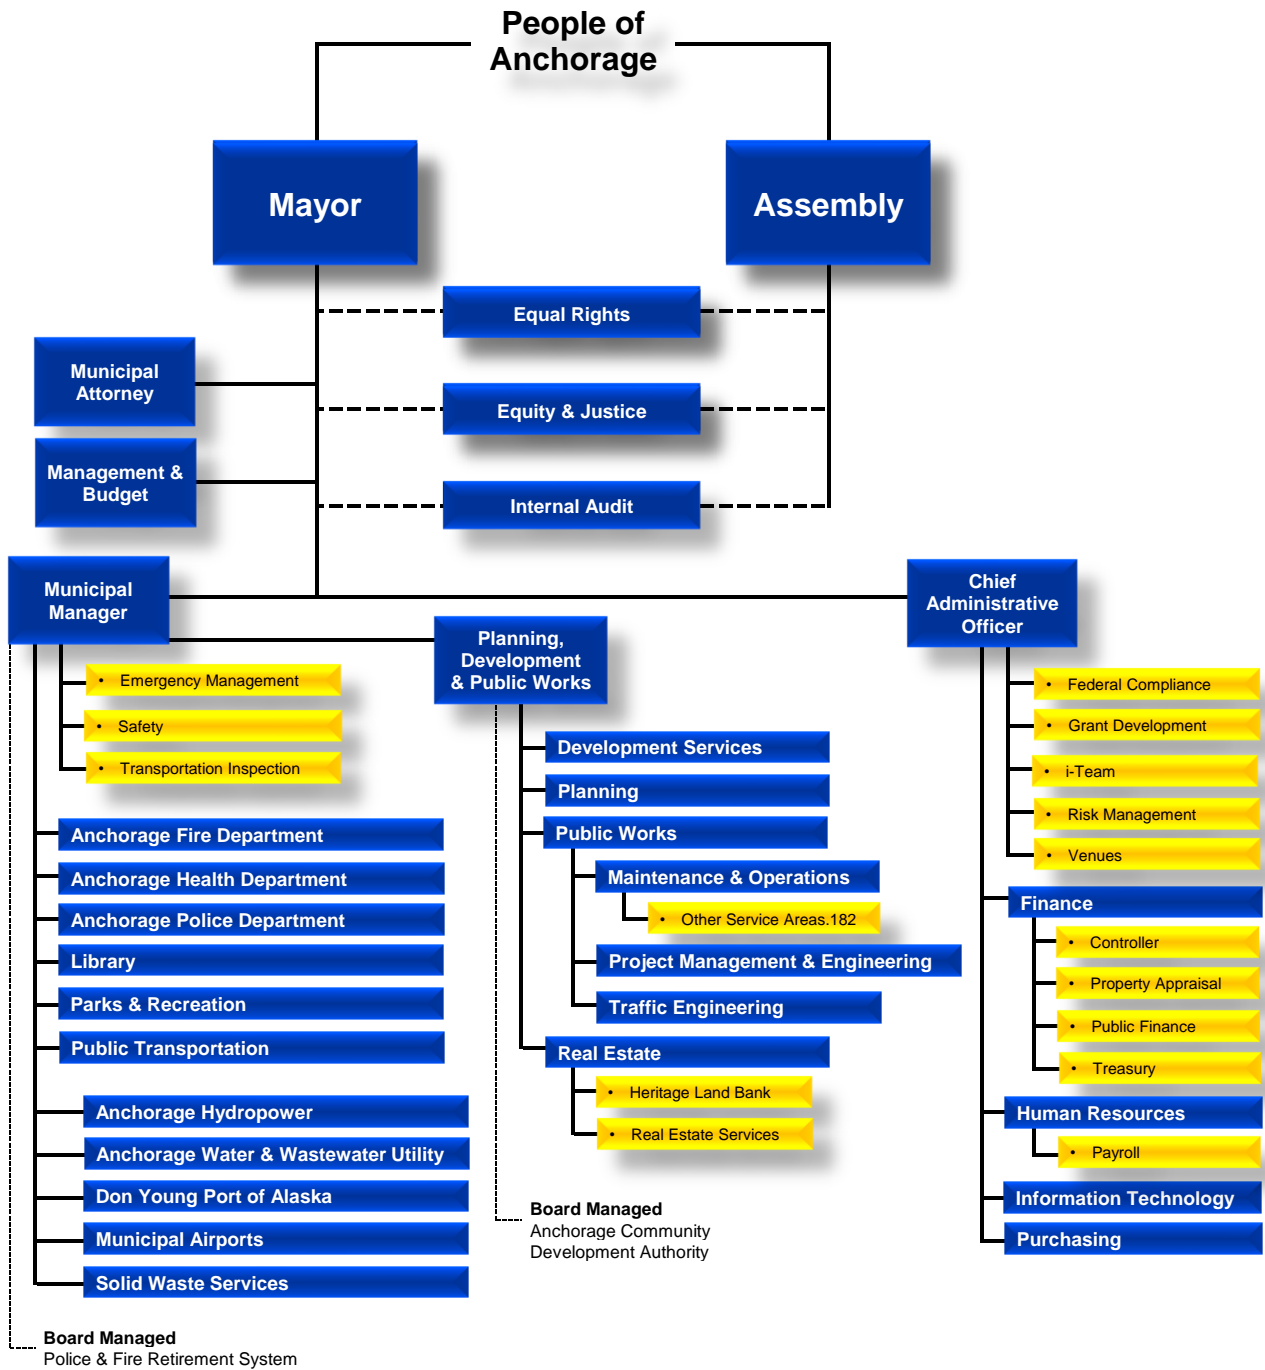 People of
Anchorage
Mayor
Assembly
Equal Rights
Municipal
Attorney
Equity & Justice
Management &
Budget
Internal Audit
Municipal
Manager
Chief
Administrative
Officer
Planning,
Development
& Public Works
• Emergency Management
• Safety
• Transportation Inspection
Anchorage Fire Department
Anchorage Health Department
Anchorage Police Department
Library
Parks & Recreation
Public Transportation
Anchorage Hydropower
Anchorage Water & Wastewater Utility
Don Young Port of Alaska
Municipal Airports
Solid Waste Services
Board Managed
Police & Fire Retirement System
Development Services
Planning
Public Works
Maintenance & Operations
• Other Service Areas.182
Project Management & Engineering
Traffic Engineering
Real Estate
• Heritage Land Bank
• Real Estate Services
Board Managed
Anchorage Community
Development Authority
• Federal Compliance
• Grant Development
• i-Team
• Risk Management
• Venues
Finance
• Controller
• Property Appraisal
• Public Finance
• Treasury
Human Resources
• Payroll
Information Technology
Purchasing